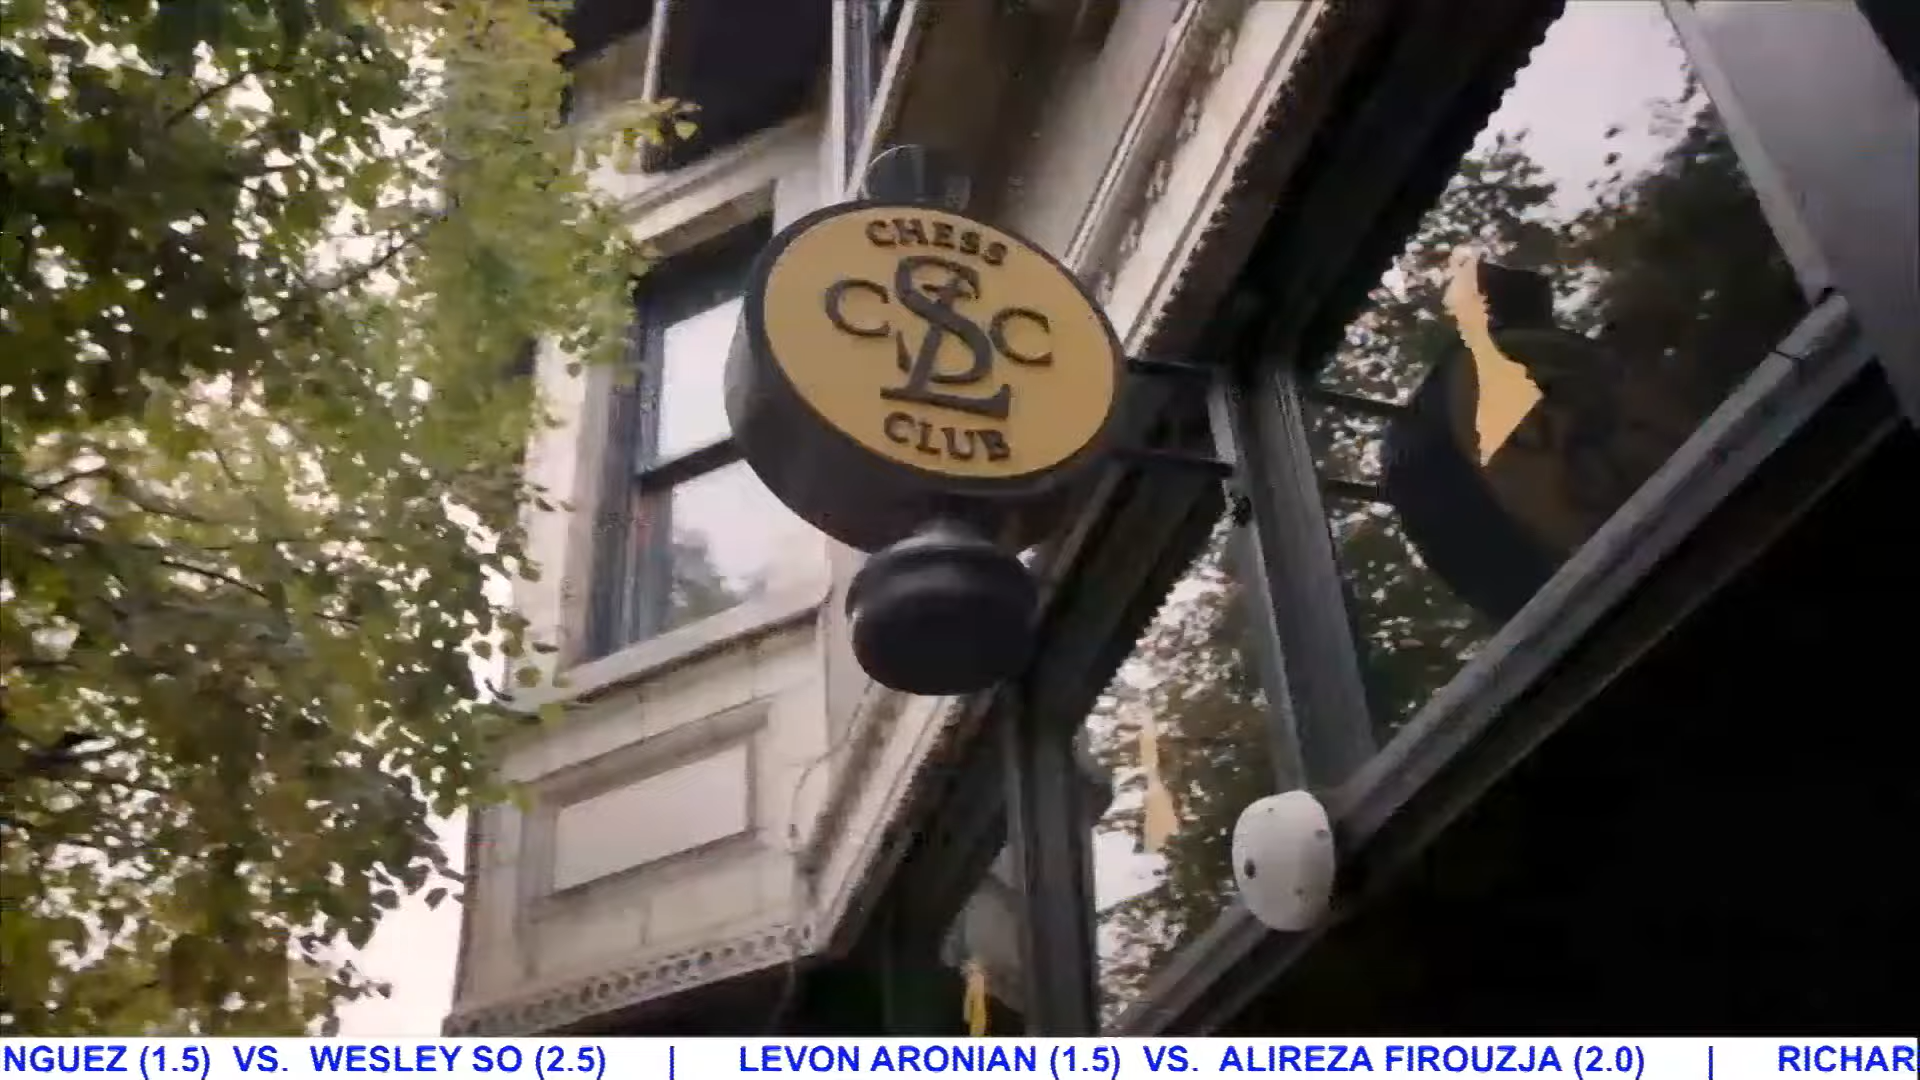 CHESS
C STL C
CLUB
NGUEZ (1.5) VS. WESLEY SO (2.5) | LEVON ARONIAN (1.5) VS. ALIREZA FIROUZJA (2.0) | RICHAR